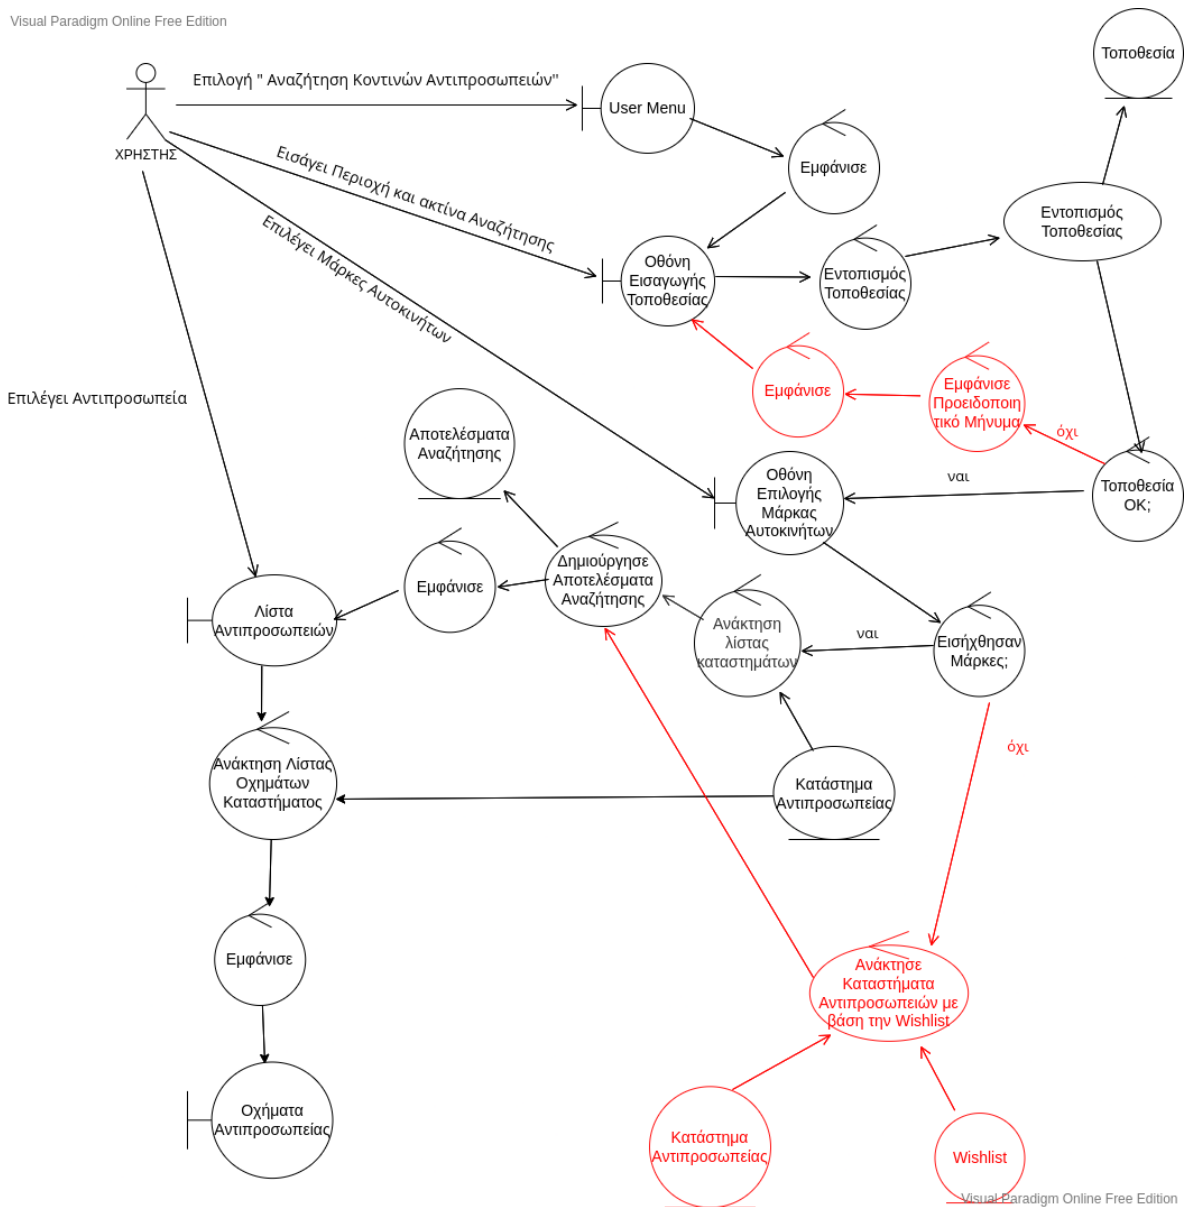 Visual Paradigm Online Free Edition
Τοποθεσία
Επιλογή " Αναζήτηση Κοντινών Αντιπροσωπειών"
User Menu
ΧΡΗΣΤΗΣ
Εμφάνισε
Εισάγει Περιοχή και ακτίνα Αναζήτησης
Επιλέγει Μάρκες Αυτοκινήτων
Εντοπισμός
Τοποθεσίας
Οθόνη
Εισαγωγής
Τοποθεσίας
Εντοπισμός
Τοποθεσίας
Εμφάνισε
Εμφάνισε
Προειδοποιη
τικό Μήνυμα
όχι
Επιλέγει Αντιπροσωπεία
Αποτελέσματα
Αναζήτησης
Οθόνη
Επιλογής
Μάρκας
Αυτοκινήτων
ναι
Τοποθεσία
ΟΚ;
Εμφάνισε
Δημιούργησε
Αποτελέσματα
Αναζήτησης
Λίστα
Αντιπροσωπειών
Ανάκτηση
λίστας
καταστημάτων
ναι
Εισήχθησαν
Μάρκες;
όχι
Ανάκτηση Λίστας
Οχημάτων
Καταστήματος
Κατάστημα
Αντιπροσωπείας
Εμφάνισε
Ανάκτησε
Καταστήματα
Αντιπροσωπειών με
βάση την Wishlist
Οχήματα
Αντιπροσωπείας
Κατάστημα
Αντιπροσωπείας
Wishlist
Visual Paradigm Online Free Edition